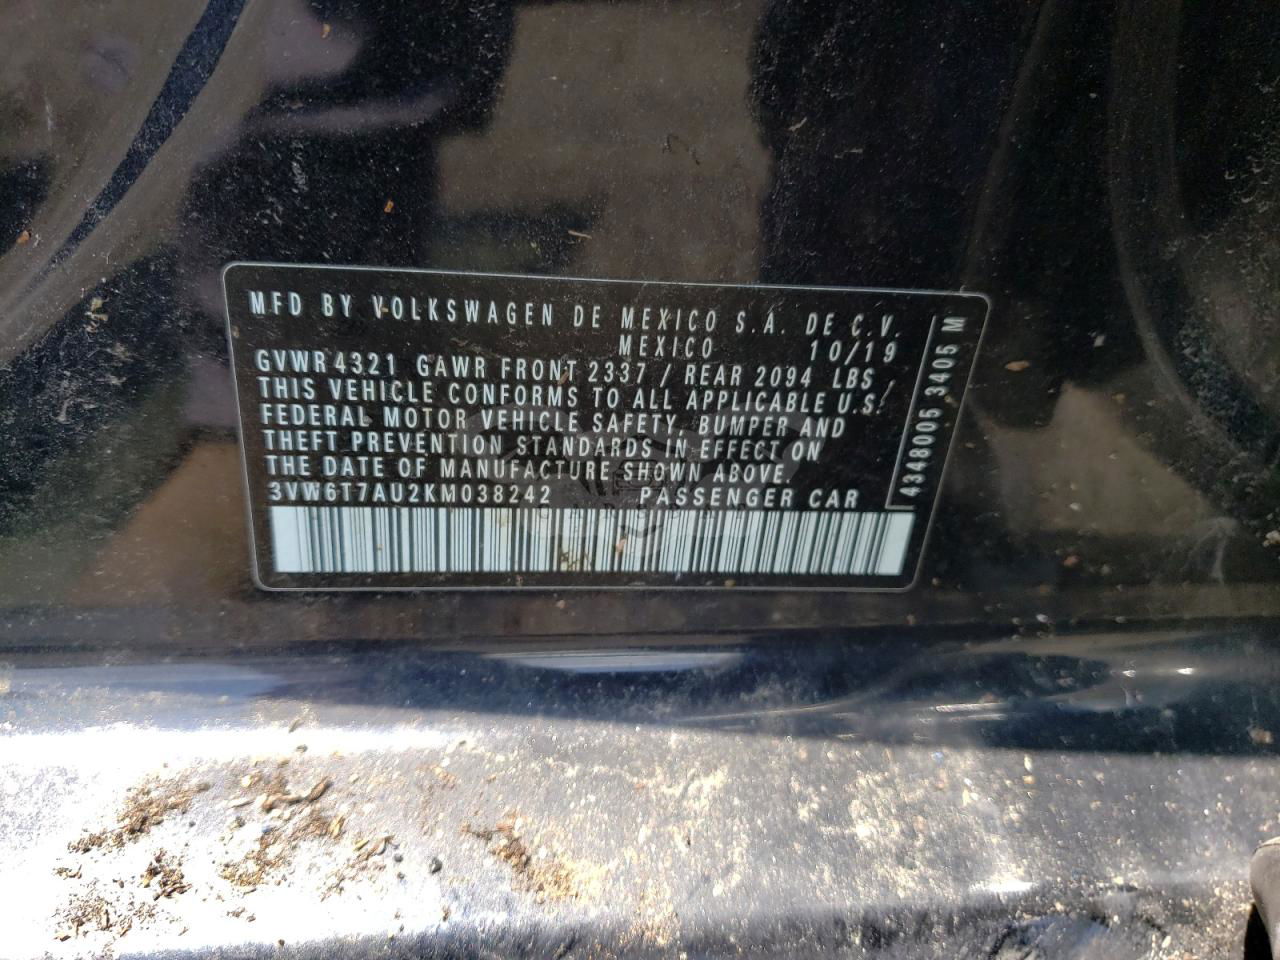 MFD BY VOLKSWAGEN DE MEXICO S.A. DE C.V.
MEXICO 10/19
GVWR 4321 GAWR FRONT 2337 / REAR 2094 LBS
THIS VEHICLE CONFORMS TO ALL APPLICABLE U.S.
FEDERAL MOTOR VEHICLE SAFETY, BUMPER AND
THEFT PREVENTION STANDARDS IN EFFECT ON
THE DATE OF MANUFACTURE SHOWN ABOVE.
3VW6T7AU2KM038242 PASSENGER CAR
4348005 3405 M